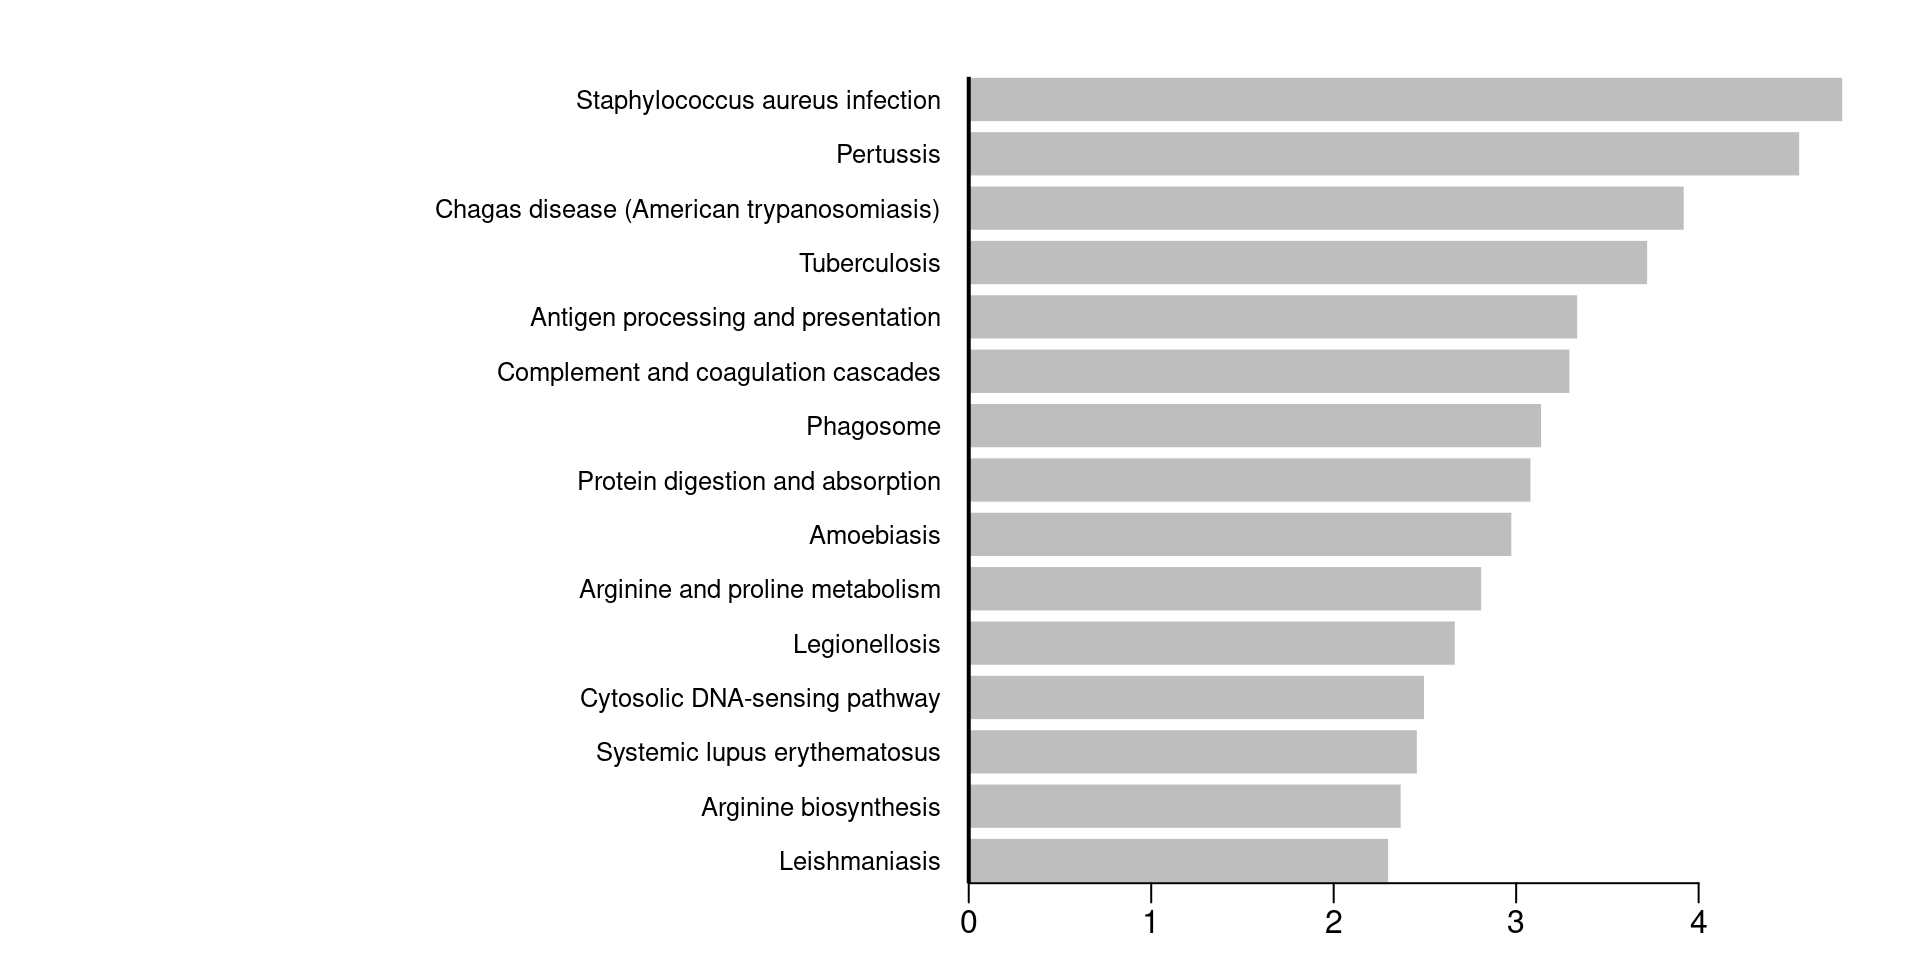 Staphylococcus aureus infection
Pertussis
Chagas disease (American trypanosomiasis)
Tuberculosis
Antigen processing and presentation
Complement and coagulation cascades
Phagosome
Protein digestion and absorption
Amoebiasis
Arginine and proline metabolism
Legionellosis
Cytosolic DNA-sensing pathway
Systemic lupus erythematosus
Arginine biosynthesis
Leishmaniasis
0 1 2 3 4